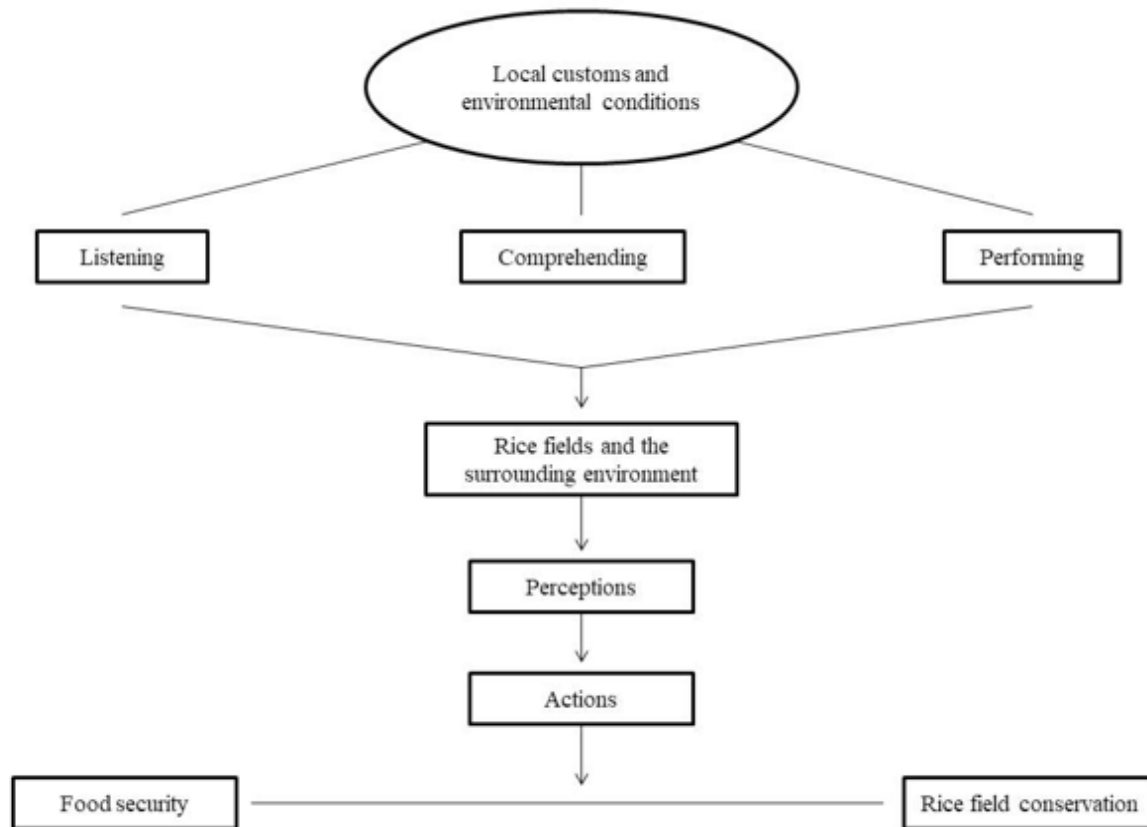 Local customs and
environmental conditions
Listening
Comprehending
Performing
Rice fields and the
surrounding environment
Perceptions
Actions
Food security
Rice field conservation